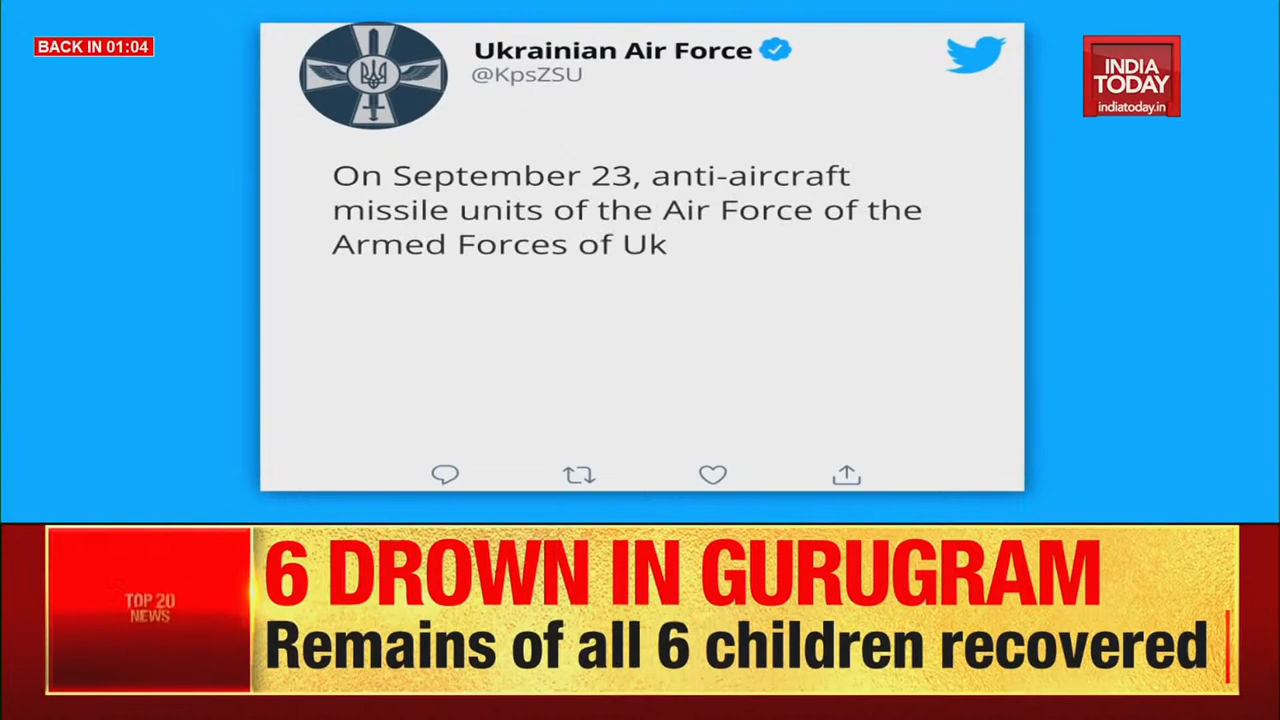 BACK IN 01:04
Ukrainian Air Force
@KpsZSU
INDIA
TODAY
indiatoday.in
On September 23, anti-aircraft
missile units of the Air Force of the
Armed Forces of Uk
TOP 20
NEWS
6 DROWN IN GURUGRAM
Remains of all 6 children recovered